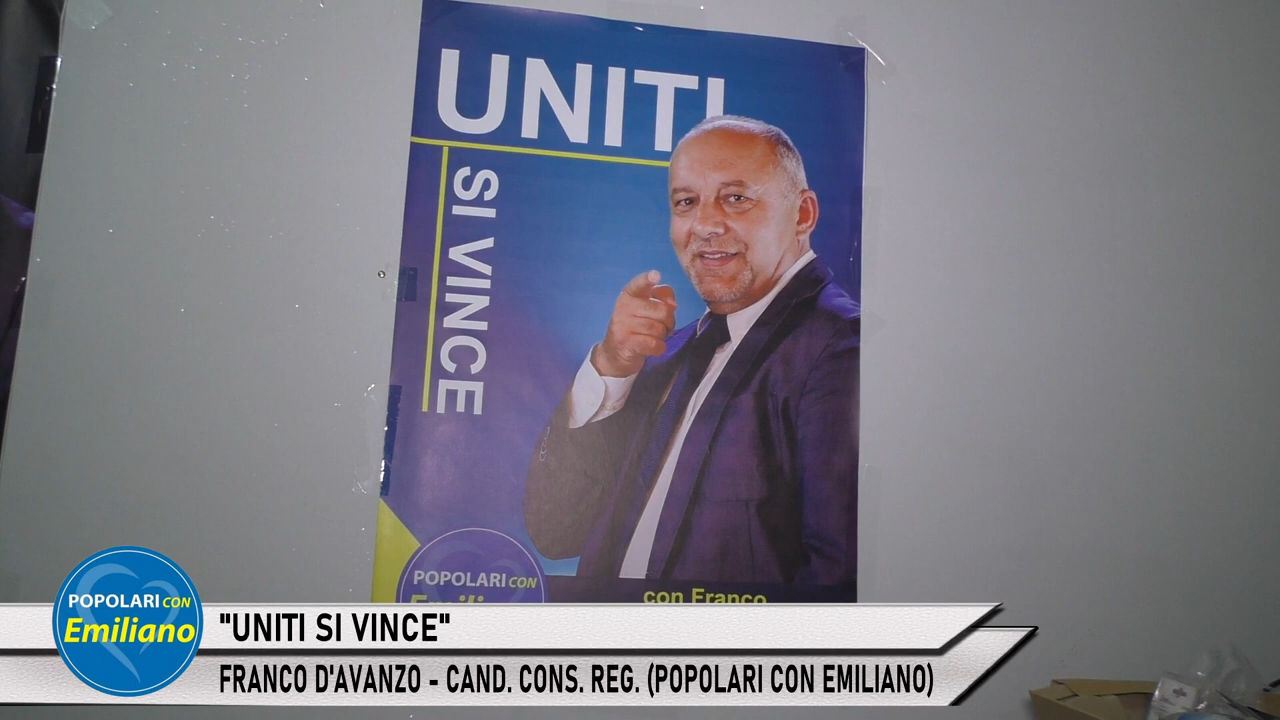 UNITI
SI VINCE
POPOLARI CON
Emiliano
con Franco
POPOLARI CON
Emiliano
"UNITI SI VINCE"
FRANCO D'AVANZO - CAND. CONS. REG. (POPOLARI CON EMILIANO)